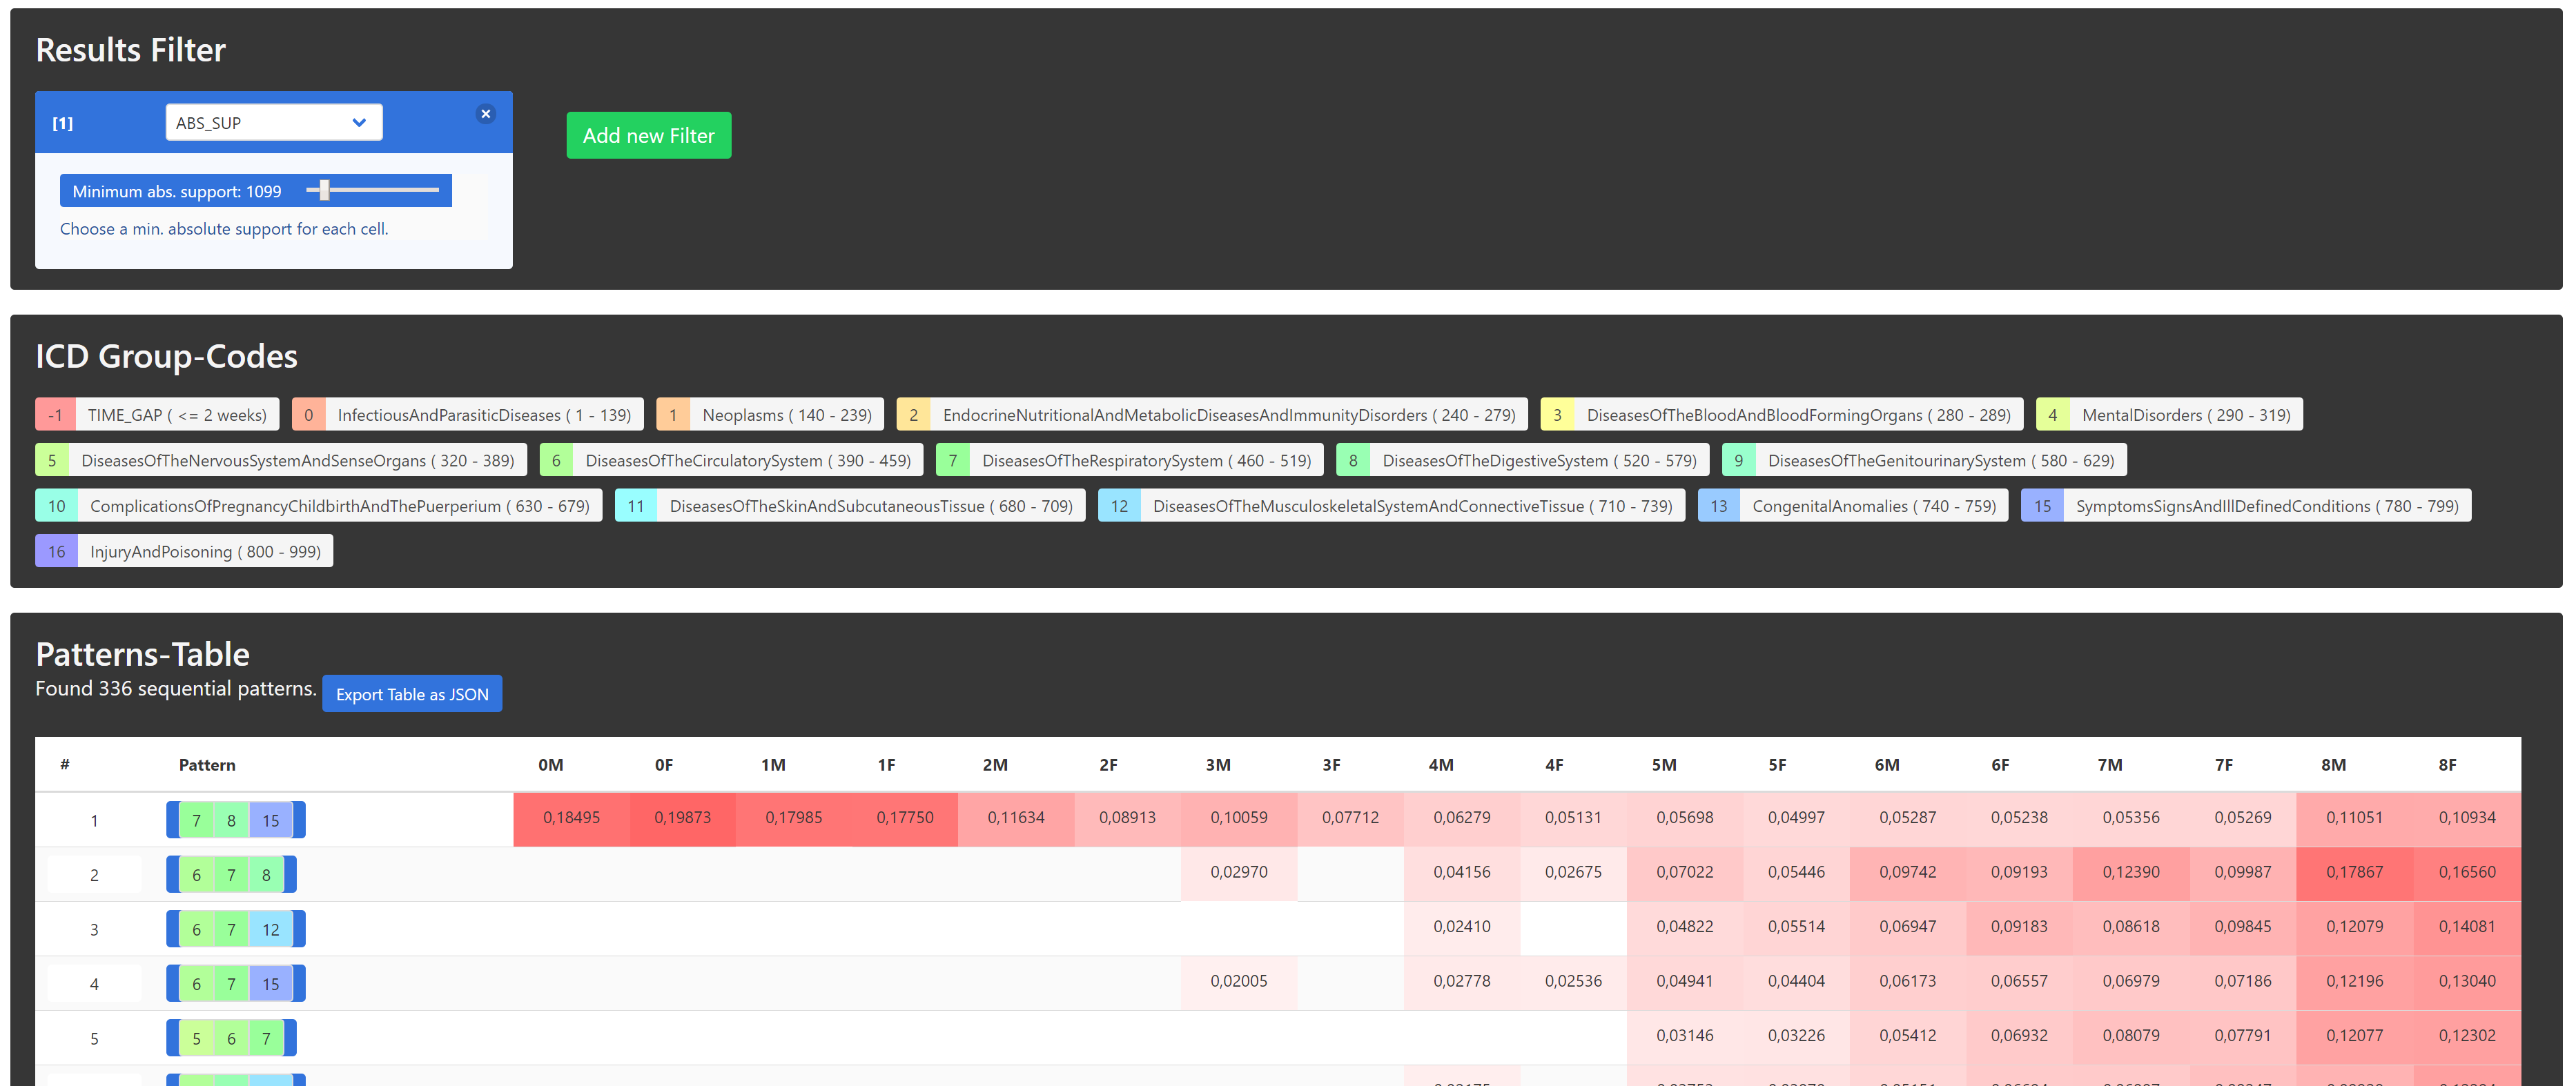 Results Filter
[1] ABS_SUP
Add new Filter
Minimum abs. support: 1099
Choose a min. absolute support for each cell.
ICD Group-Codes
-1 TIME_GAP ( <= 2 weeks) 0 InfectiousAndParasiticDiseases ( 1 - 139) 1 Neoplasms ( 140 - 239) 2 EndocrineNutritionalAndMetabolicDiseasesAndImmunityDisorders ( 240 - 279) 3 DiseasesOfTheBloodAndBloodFormingOrgans ( 280 - 289) 4 MentalDisorders ( 290 - 319)
5 DiseasesOfTheNervousSystemAndSenseOrgans ( 320 - 389) 6 DiseasesOfTheCirculatorySystem ( 390 - 459) 7 DiseasesOfTheRespiratorySystem ( 460 - 519) 8 DiseasesOfTheDigestiveSystem ( 520 - 579) 9 DiseasesOfTheGenitourinarySystem ( 580 - 629)
10 ComplicationsOfPregnancyChildbirthAndThePuerperium ( 630 - 679) 11 DiseasesOfTheSkinAndSubcutaneousTissue ( 680 - 709) 12 DiseasesOfTheMusculoskeletalSystemAndConnectiveTissue ( 710 - 739) 13 CongenitalAnomalies ( 740 - 759) 15 SymptomsSignsAndIllDefinedConditions ( 780 - 799)
16 InjuryAndPoisoning ( 800 - 999)
Patterns-Table
Found 336 sequential patterns. Export Table as JSON
# Pattern 0M 0F 1M 1F 2M 2F 3M 3F 4M 4F 5M 5F 6M 6F 7M 7F 8M 8F
1 7 8 15 0,18495 0,19873 0,17985 0,17750 0,11634 0,08913 0,10059 0,07712 0,06279 0,05131 0,05698 0,04997 0,05287 0,05238 0,05356 0,05269 0,11051 0,10934
2 6 7 8 0,02970 0,04156 0,02675 0,07022 0,05446 0,09742 0,09193 0,12390 0,09987 0,17867 0,16560
3 6 7 12 0,02410 0,04822 0,05514 0,06947 0,09183 0,08618 0,09845 0,12079 0,14081
4 6 7 15 0,02005 0,02778 0,02536 0,04941 0,04404 0,06173 0,06557 0,06979 0,07186 0,12196 0,13040
5 5 6 7 0,03146 0,03226 0,05412 0,06932 0,08079 0,07791 0,12077 0,12302